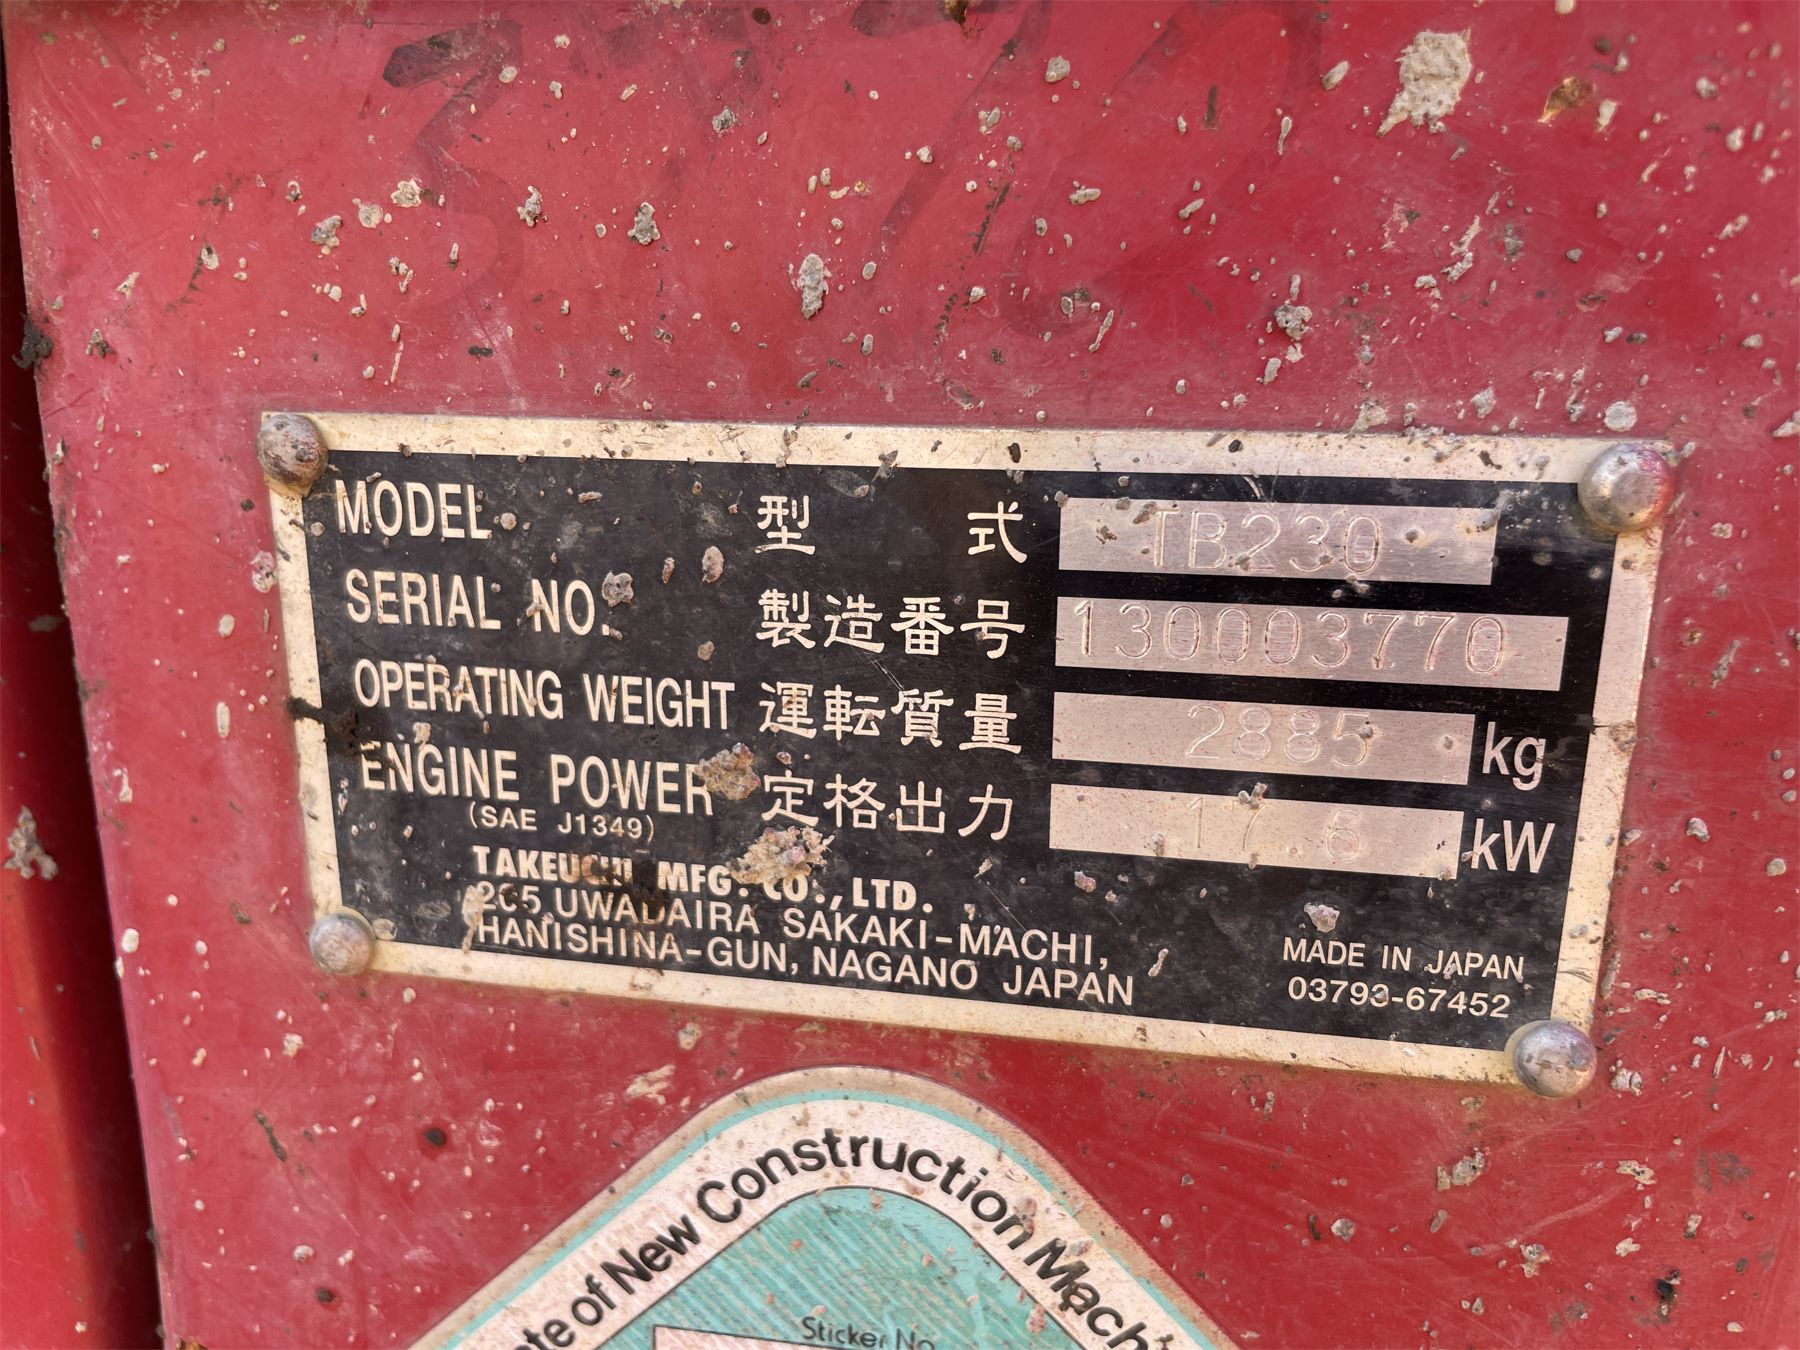 MODEL 型式 TB230
SERIAL NO. 製造番号 130003770
OPERATING WEIGHT 運転質量 2885 kg
ENGINE POWER 定格出力 17.6 kW
(SAE J1349)
TAKEUCHI MFG. CO., LTD.
205 UWADAIRA SAKAKI-MACHI,
HANISHINA-GUN, NAGANO JAPAN
MADE IN JAPAN
03793-67452
of New Construction
Sticker No